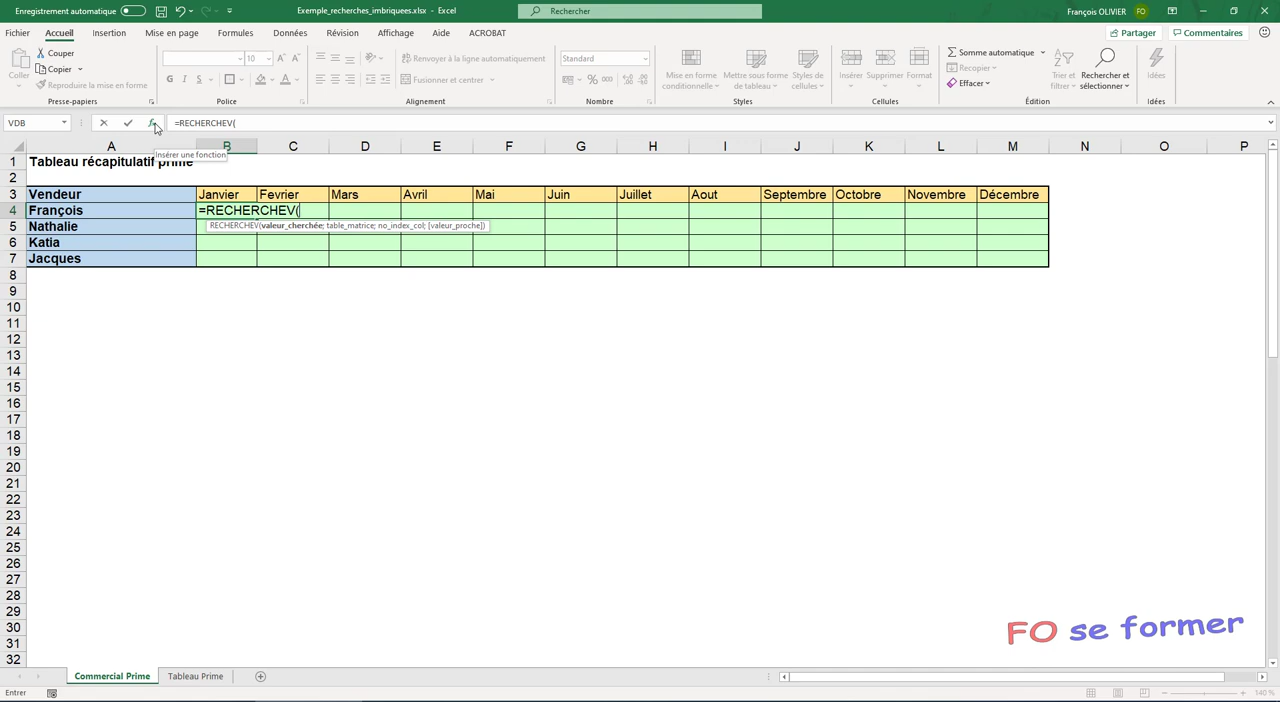 Enregistrement automatique
Exemple_recherches_imbriquees.xlsx - Excel
Rechercher
François OLIVIER
FO
Fichier Accueil Insertion Mise en page Formules Données Révision Affichage Aide ACROBAT
Partager
Commentaires
Coller
Couper
Copier
Reproduire la mise en forme
Presse-papiers
10
G I S
Police
Renvoyer à la ligne automatiquement
Fusionner et centrer
Alignement
Standard
% 000
Nombre
Mise en forme conditionnelle
Mettre sous forme de tableau
Styles de cellules
Styles
Insérer Supprimer Format
Cellules
Somme automatique
Recopier
Effacer
Trier et filtrer
Rechercher et sélectionner
Édition
Idées
Idées
VDB
fx
=RECHERCHEV(
Insérer une fonction
A B C D E F G H I J K L M N O P
1 Tableau récapitulatif prime
2
3 Vendeur Janvier Fevrier Mars Avril Mai Juin Juillet Aout Septembre Octobre Novembre Décembre
4 François =RECHERCHEV(
RECHERCHEV(valeur_cherchée; table_matrice; no_index_col; [valeur_proche])
5 Nathalie
6 Katia
7 Jacques
8
9
10
11
12
13
14
15
16
17
18
19
20
21
22
23
24
25
26
27
28
29
30
31
32
FO se former
Commercial Prime Tableau Prime
Entrer
140 %